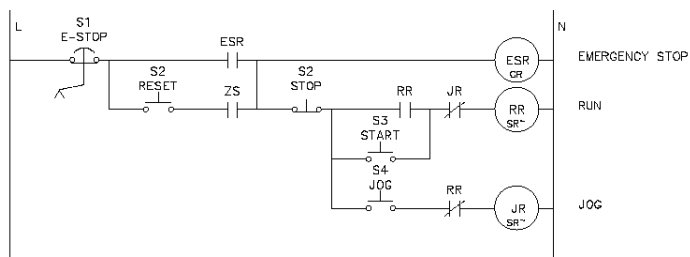 L
N
S1
E-STOP
ESR
ESR
CR
EMERGENCY STOP
S2
RESET
ZS
S2
STOP
RR
JR
RR
SR~
RUN
S3
START
S4
JOG
RR
JR
SR~
JOG